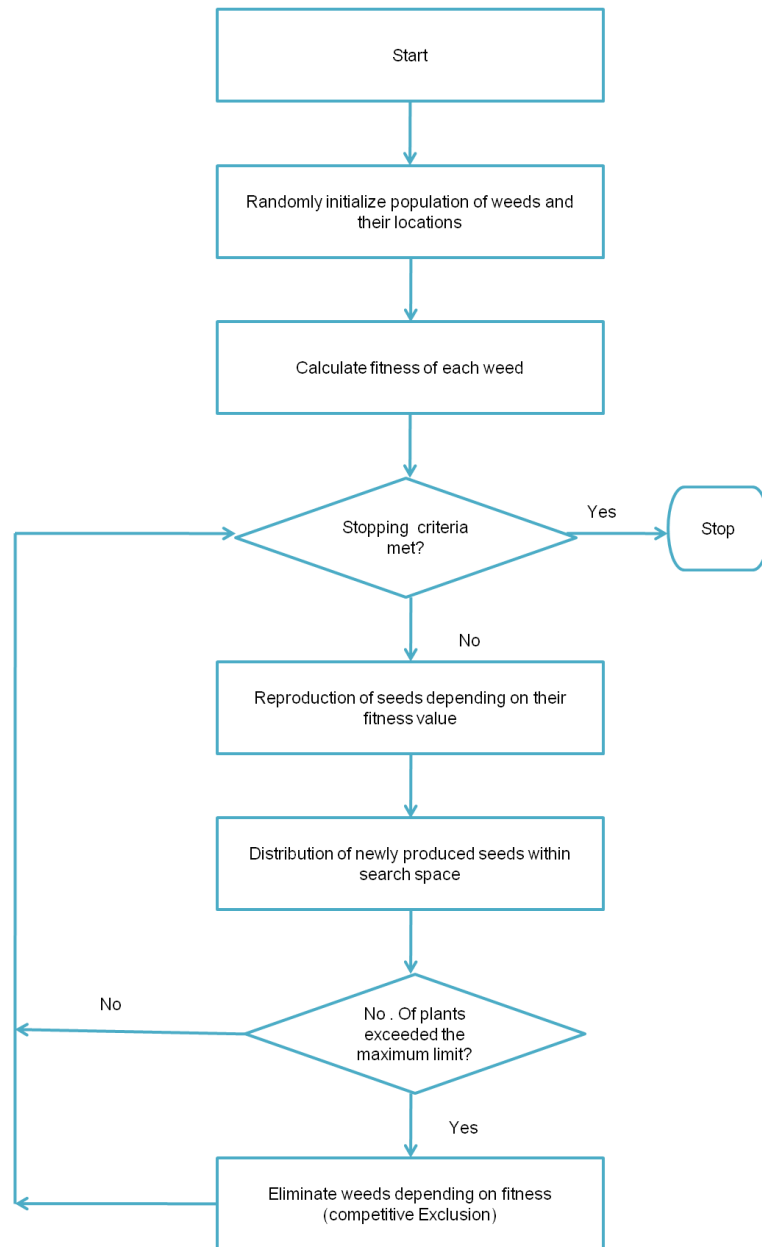 Start
Randomly initialize population of weeds and
their locations
Calculate fitness of each weed
Stopping criteria
met?
Yes
Stop
No
Reproduction of seeds depending on their
fitness value
Distribution of newly produced seeds within
search space
No . Of plants
exceeded the
maximum limit?
No
Yes
Eliminate weeds depending on fitness
(competitive Exclusion)